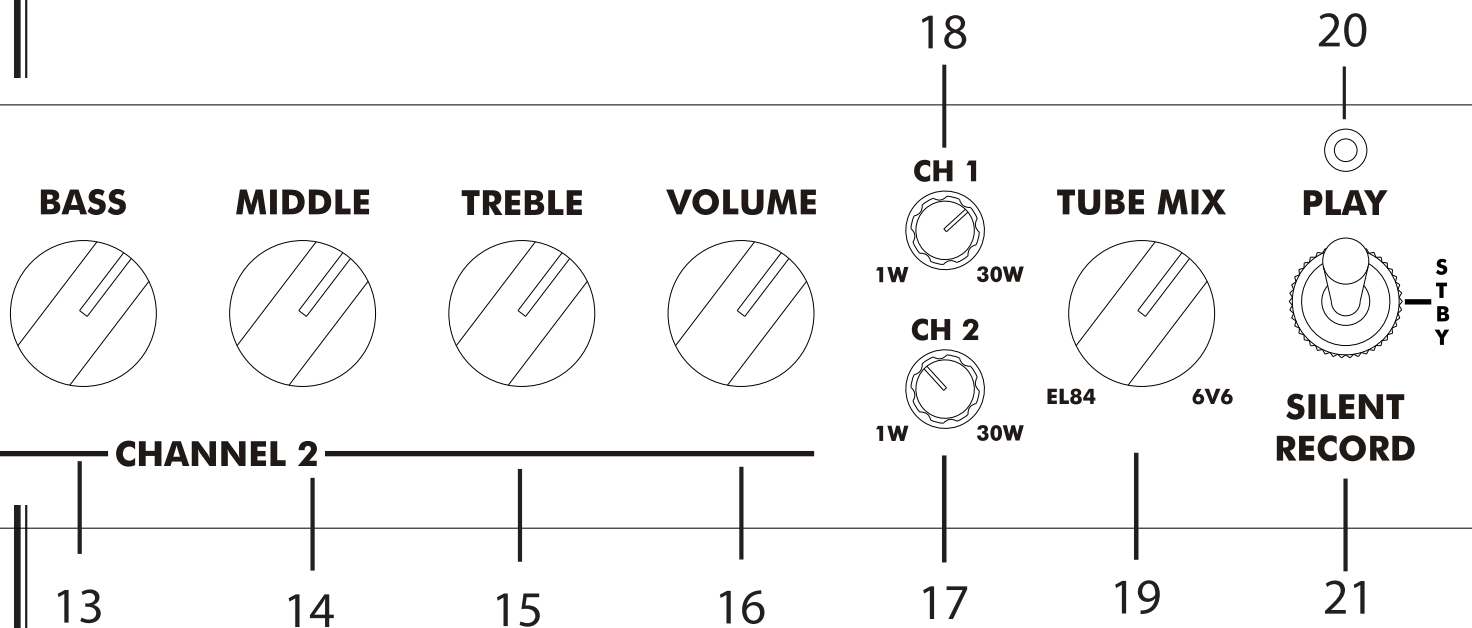 18
20
CH 1
BASS MIDDLE TREBLE VOLUME TUBE MIX PLAY
1W 30W
S
T
B
Y
CH 2
EL84 6V6
1W 30W
SILENT
RECORD
CHANNEL 2
13 14 15 16 17 19 21